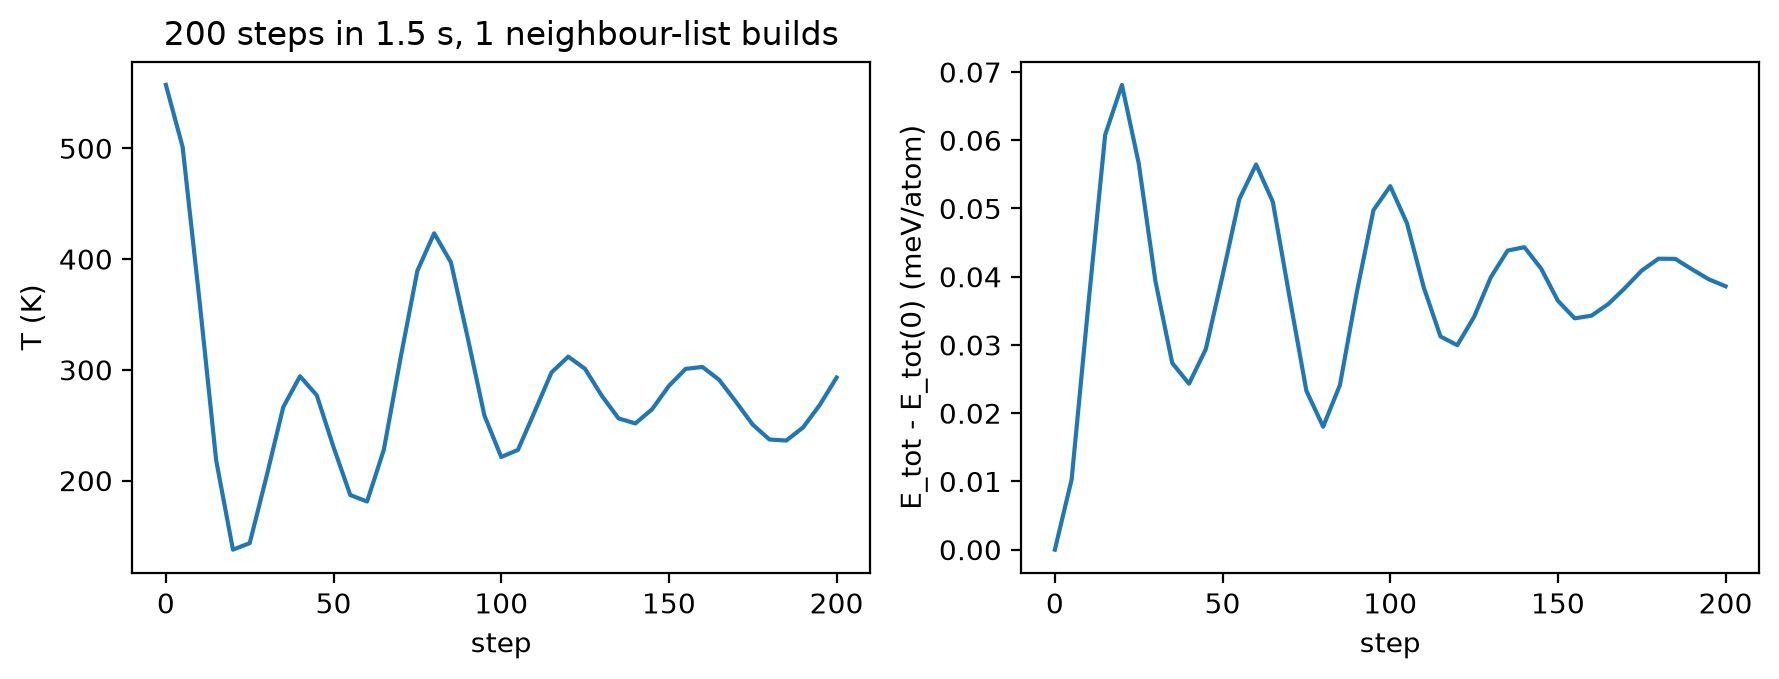 200 steps in 1.5 s, 1 neighbour-list builds
T (K)
500
400
300
200
0 50 100 150 200
step
E_tot - E_tot(0) (meV/atom)
0.07
0.06
0.05
0.04
0.03
0.02
0.01
0.00
0 50 100 150 200
step